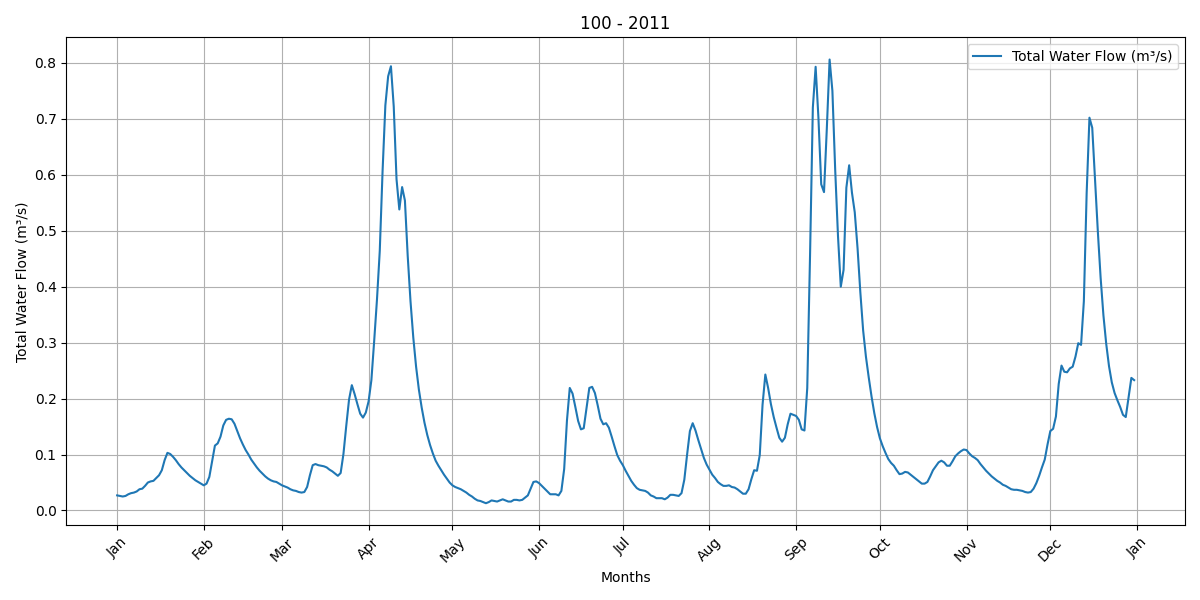 100 - 2011
Total Water Flow (m³/s)
Total Water Flow (m³/s)
0.8
0.7
0.6
0.5
0.4
0.3
0.2
0.1
0.0
Jan
Feb
Mar
Apr
May
Jun
Jul
Aug
Sep
Oct
Nov
Dec
Jan
Months